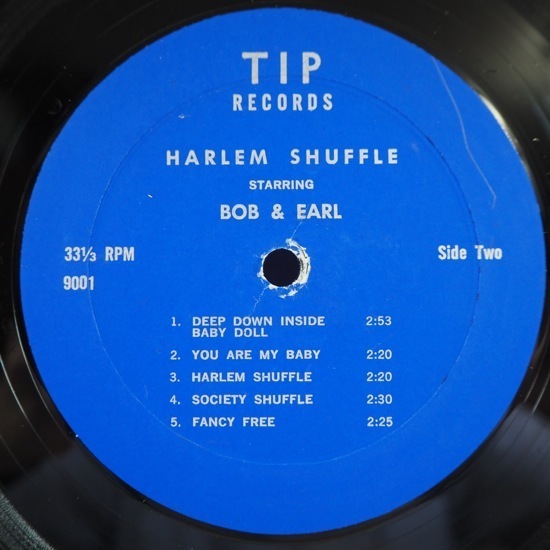 TIP
RECORDS
HARLEM SHUFFLE
STARRING
BOB & EARL
33⅓ RPM
Side Two
9001
1. DEEP DOWN INSIDE 2:53
BABY DOLL
2. YOU ARE MY BABY 2:20
3. HARLEM SHUFFLE 2:20
4. SOCIETY SHUFFLE 2:30
5. FANCY FREE 2:25